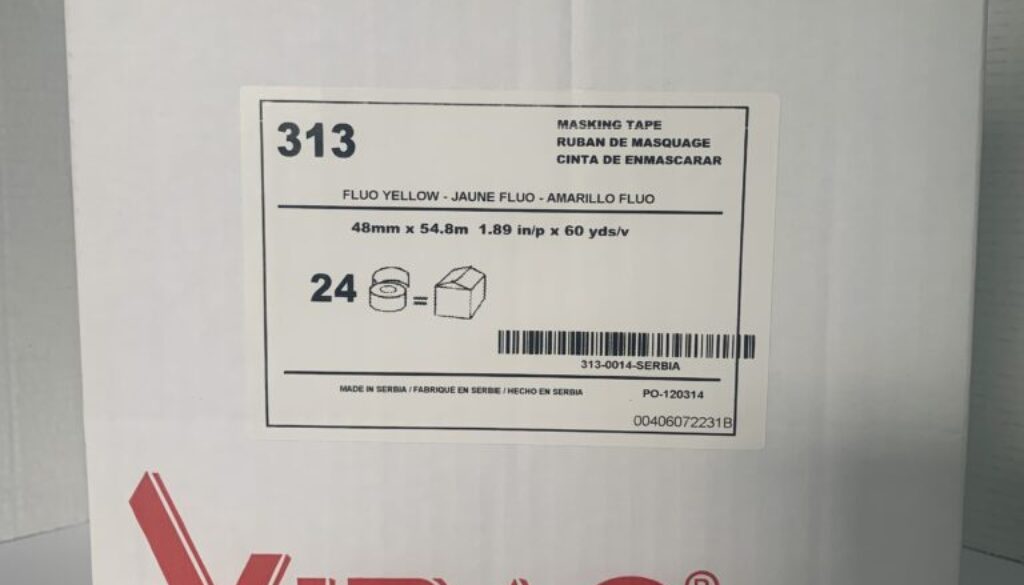 313
MASKING TAPE
RUBAN DE MASQUAGE
CINTA DE ENMASCARAR
FLUO YELLOW - JAUNE FLUO - AMARILLO FLUO
48mm x 54.8m 1.89 in/p x 60 yds/v
24 =
313-0014-SERBIA
MADE IN SERBIA / FABRIQUE EN SERBIE / HECHO EN SERBIA
PO-120314
00406072231B